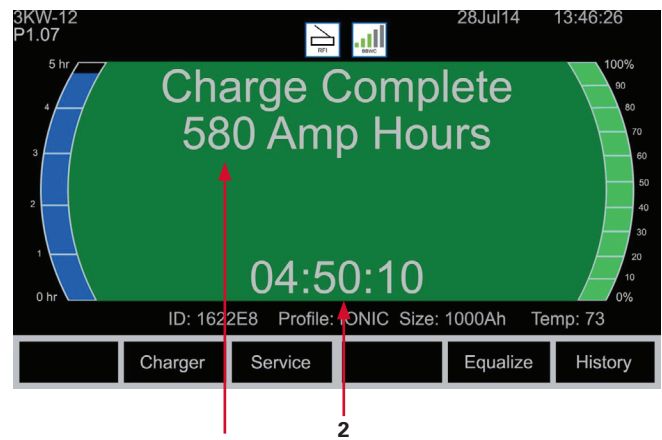 3KW-12
P1.07
28Jul14 13:46:26
RFI
BBWC
5 hr
4
3
2
1
0 hr
Charge Complete
580 Amp Hours
04:50:10
100%
90
80
70
60
50
40
30
20
10
0%
ID: 1622E8 Profile: IONIC Size: 1000Ah Temp: 73
Charger Service Equalize History
2